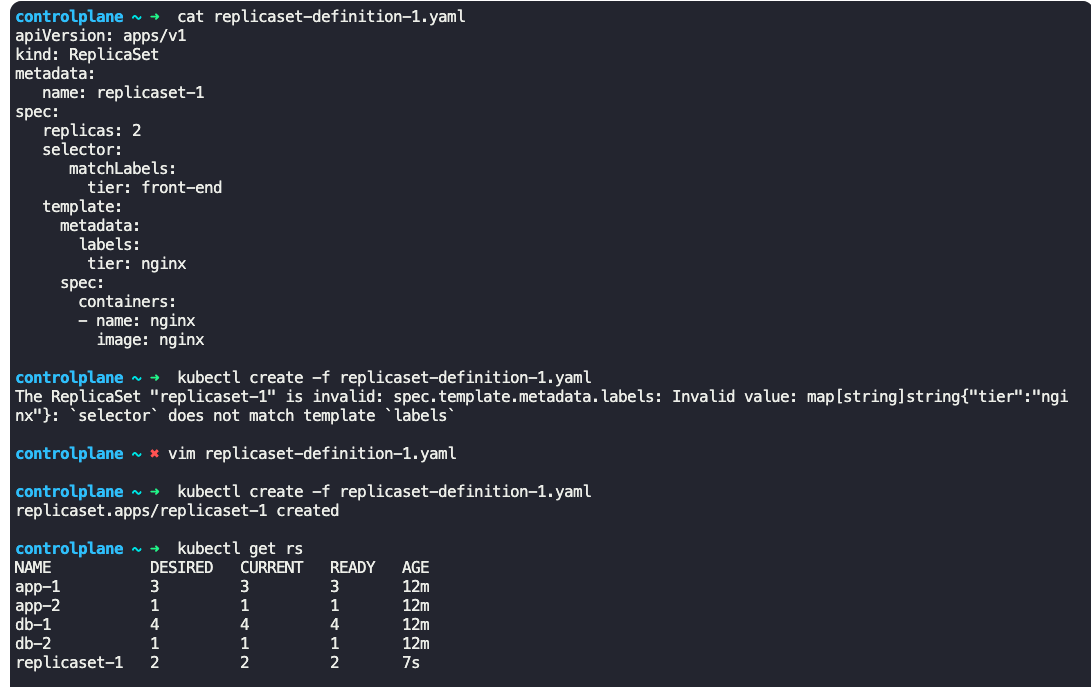 controlplane ~ ➜  cat replicaset-definition-1.yaml
apiVersion: apps/v1
kind: ReplicaSet
metadata:
   name: replicaset-1
spec:
   replicas: 2
   selector:
      matchLabels:
        tier: front-end
   template:
     metadata:
       labels:
        tier: nginx
     spec:
       containers:
       - name: nginx
         image: nginx

controlplane ~ ➜  kubectl create -f replicaset-definition-1.yaml
The ReplicaSet "replicaset-1" is invalid: spec.template.metadata.labels: Invalid value: map[string]string{"tier":"ngi
nx"}: `selector` does not match template `labels`

controlplane ~ ✖ vim replicaset-definition-1.yaml

controlplane ~ ➜  kubectl create -f replicaset-definition-1.yaml
replicaset.apps/replicaset-1 created

controlplane ~ ➜  kubectl get rs
NAME           DESIRED   CURRENT   READY   AGE
app-1          3         3         3       12m
app-2          1         1         1       12m
db-1           4         4         4       12m
db-2           1         1         1       12m
replicaset-1   2         2         2       7s